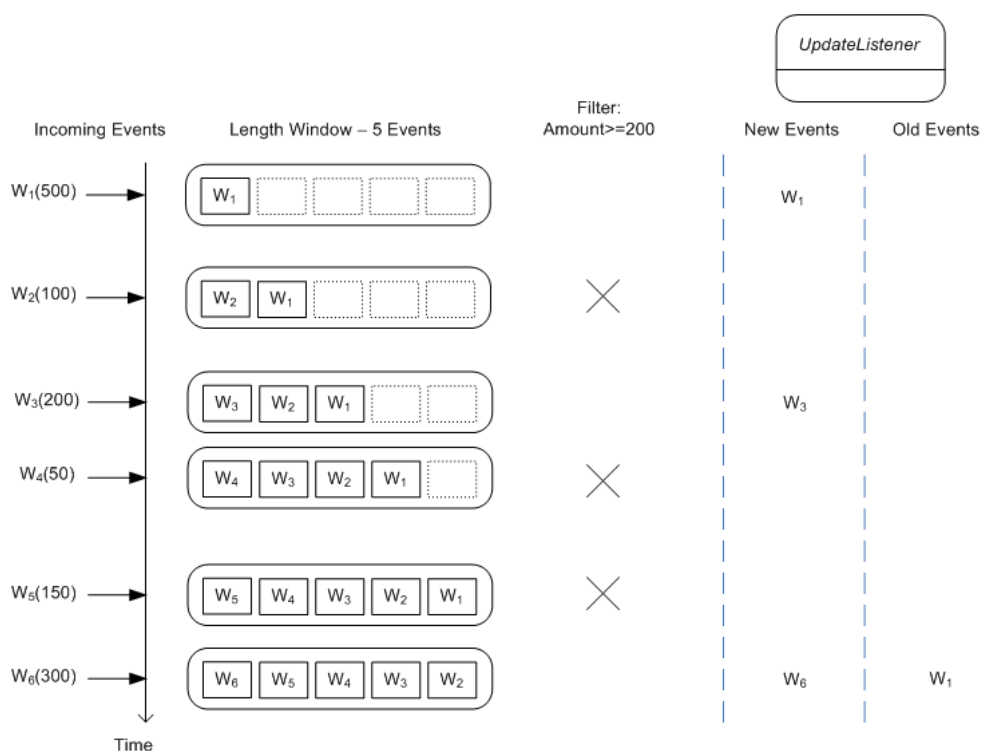 UpdateListener
Filter:
Amount>=200
Incoming Events
Length Window – 5 Events
New Events
Old Events
W₁(500)
W₁
W₁
W₂(100)
W₂ W₁
W₃(200)
W₃ W₂ W₁
W₃
W₄(50)
W₄ W₃ W₂ W₁
W₅(150)
W₅ W₄ W₃ W₂ W₁
W₆(300)
W₆ W₅ W₄ W₃ W₂
W₆
W₁
Time